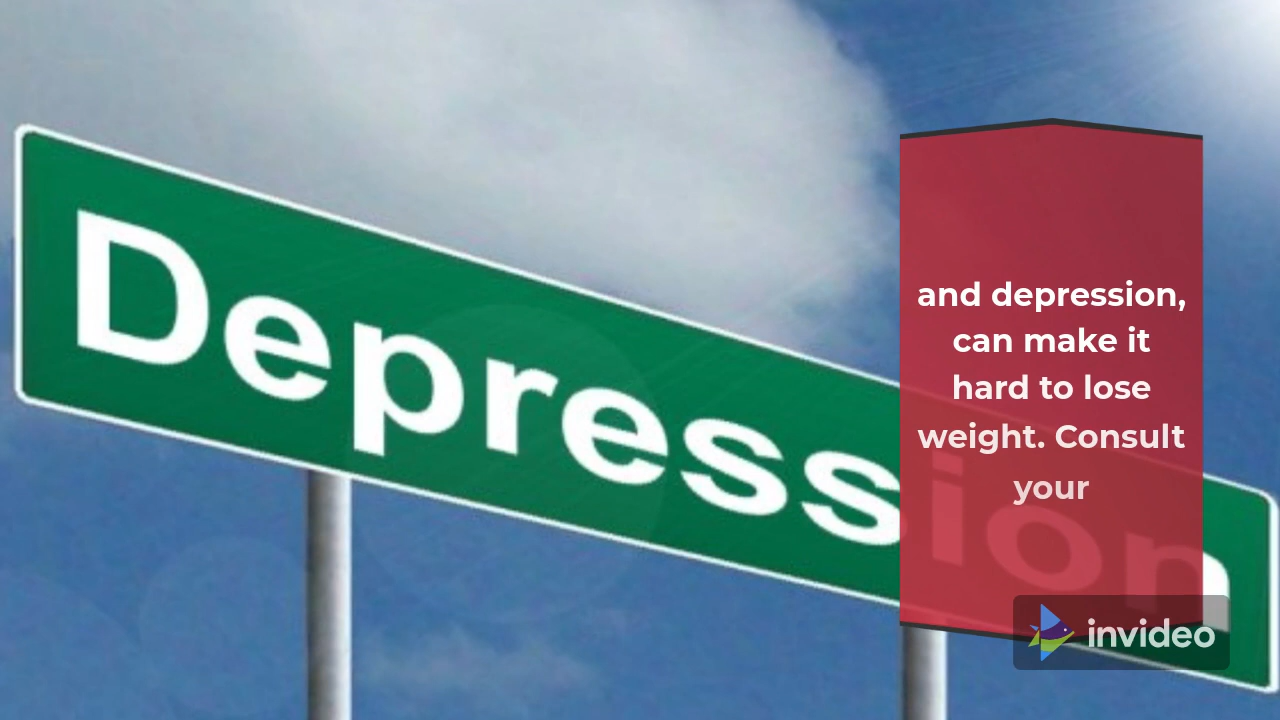 Depression
and depression,
can make it
hard to lose
weight. Consult
your
invideo